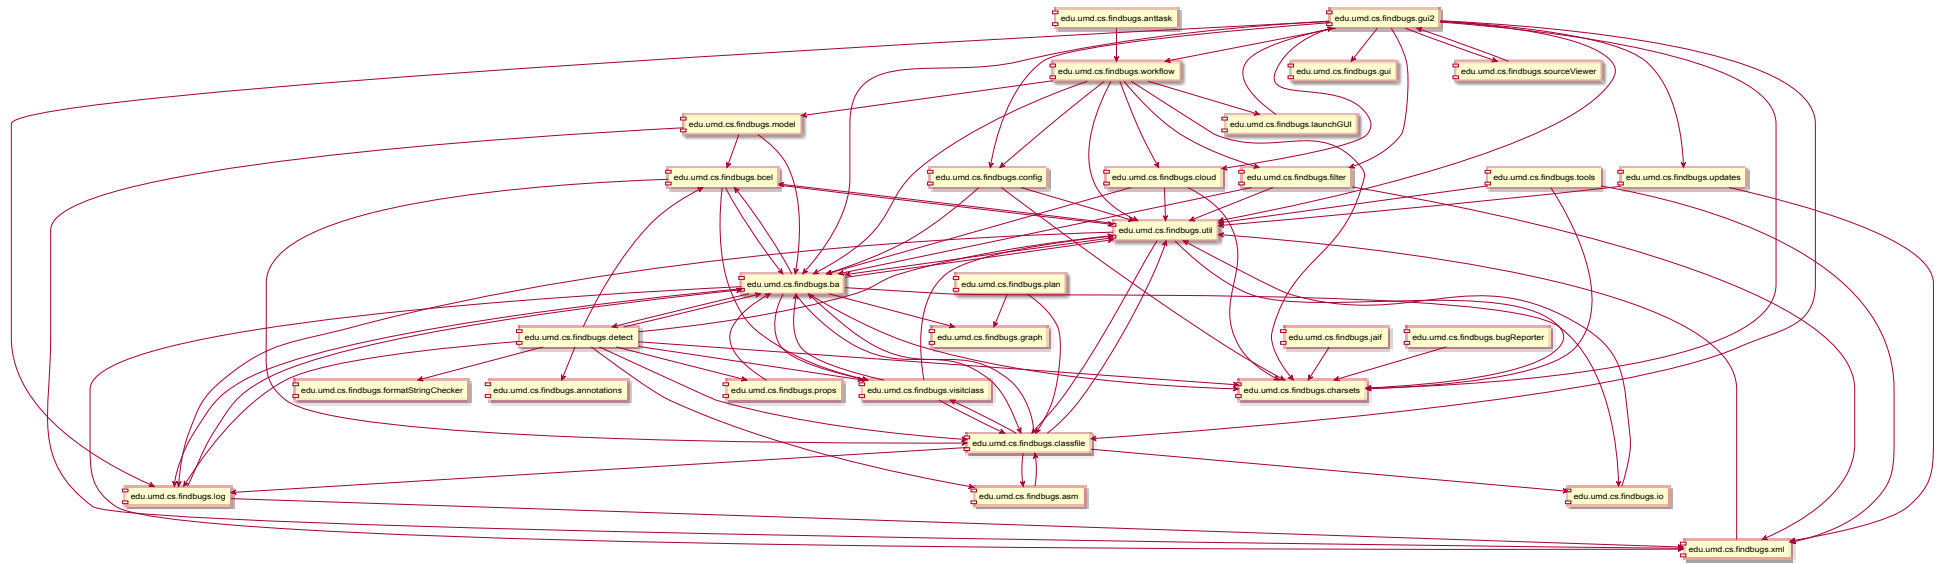 edu.umd.cs.findbugs.anttask
edu.umd.cs.findbugs.gui2
edu.umd.cs.findbugs.workflow
edu.umd.cs.findbugs.gui
edu.umd.cs.findbugs.sourceViewer
edu.umd.cs.findbugs.model
edu.umd.cs.findbugs.launchGUI
edu.umd.cs.findbugs.bcel
edu.umd.cs.findbugs.config
edu.umd.cs.findbugs.cloud
edu.umd.cs.findbugs.filter
edu.umd.cs.findbugs.tools
edu.umd.cs.findbugs.updates
edu.umd.cs.findbugs.util
edu.umd.cs.findbugs.ba
edu.umd.cs.findbugs.plan
edu.umd.cs.findbugs.detect
edu.umd.cs.findbugs.graph
edu.umd.cs.findbugs.jaif
edu.umd.cs.findbugs.bugReporter
edu.umd.cs.findbugs.formatStringChecker
edu.umd.cs.findbugs.annotations
edu.umd.cs.findbugs.props
edu.umd.cs.findbugs.visitclass
edu.umd.cs.findbugs.charsets
edu.umd.cs.findbugs.classfile
edu.umd.cs.findbugs.log
edu.umd.cs.findbugs.asm
edu.umd.cs.findbugs.io
edu.umd.cs.findbugs.xml